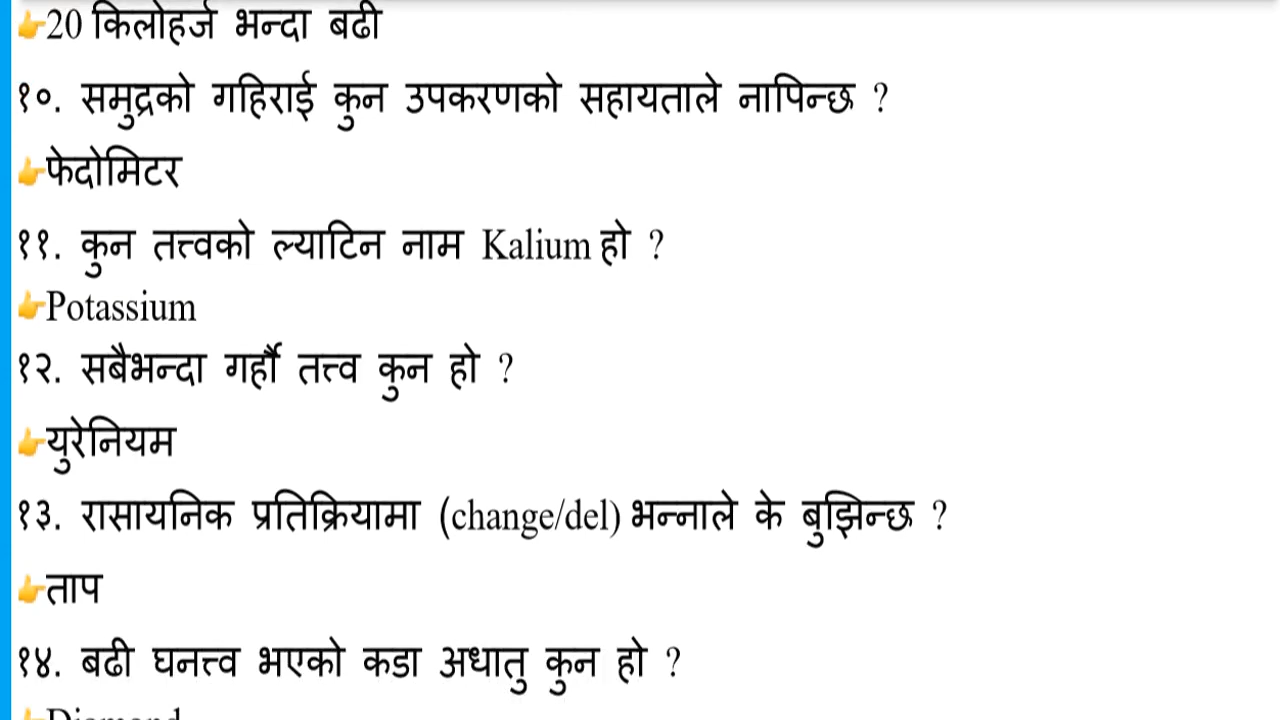 👉20 किलोहर्ज भन्दा बढी
१०. समुद्रको गहिराई कुन उपकरणको सहायताले नापिन्छ ?
👉फेदोमिटर
११. कुन तत्त्वको ल्याटिन नाम Kalium हो ?
👉Potassium
१२. सबैभन्दा गह्रौं तत्त्व कुन हो ?
👉युरेनियम
१३. रासायनिक प्रतिक्रियामा (change/del) भन्नाले के बुझिन्छ ?
👉ताप
१४. बढी घनत्त्व भएको कडा अधातु कुन हो ?
👉Diamond